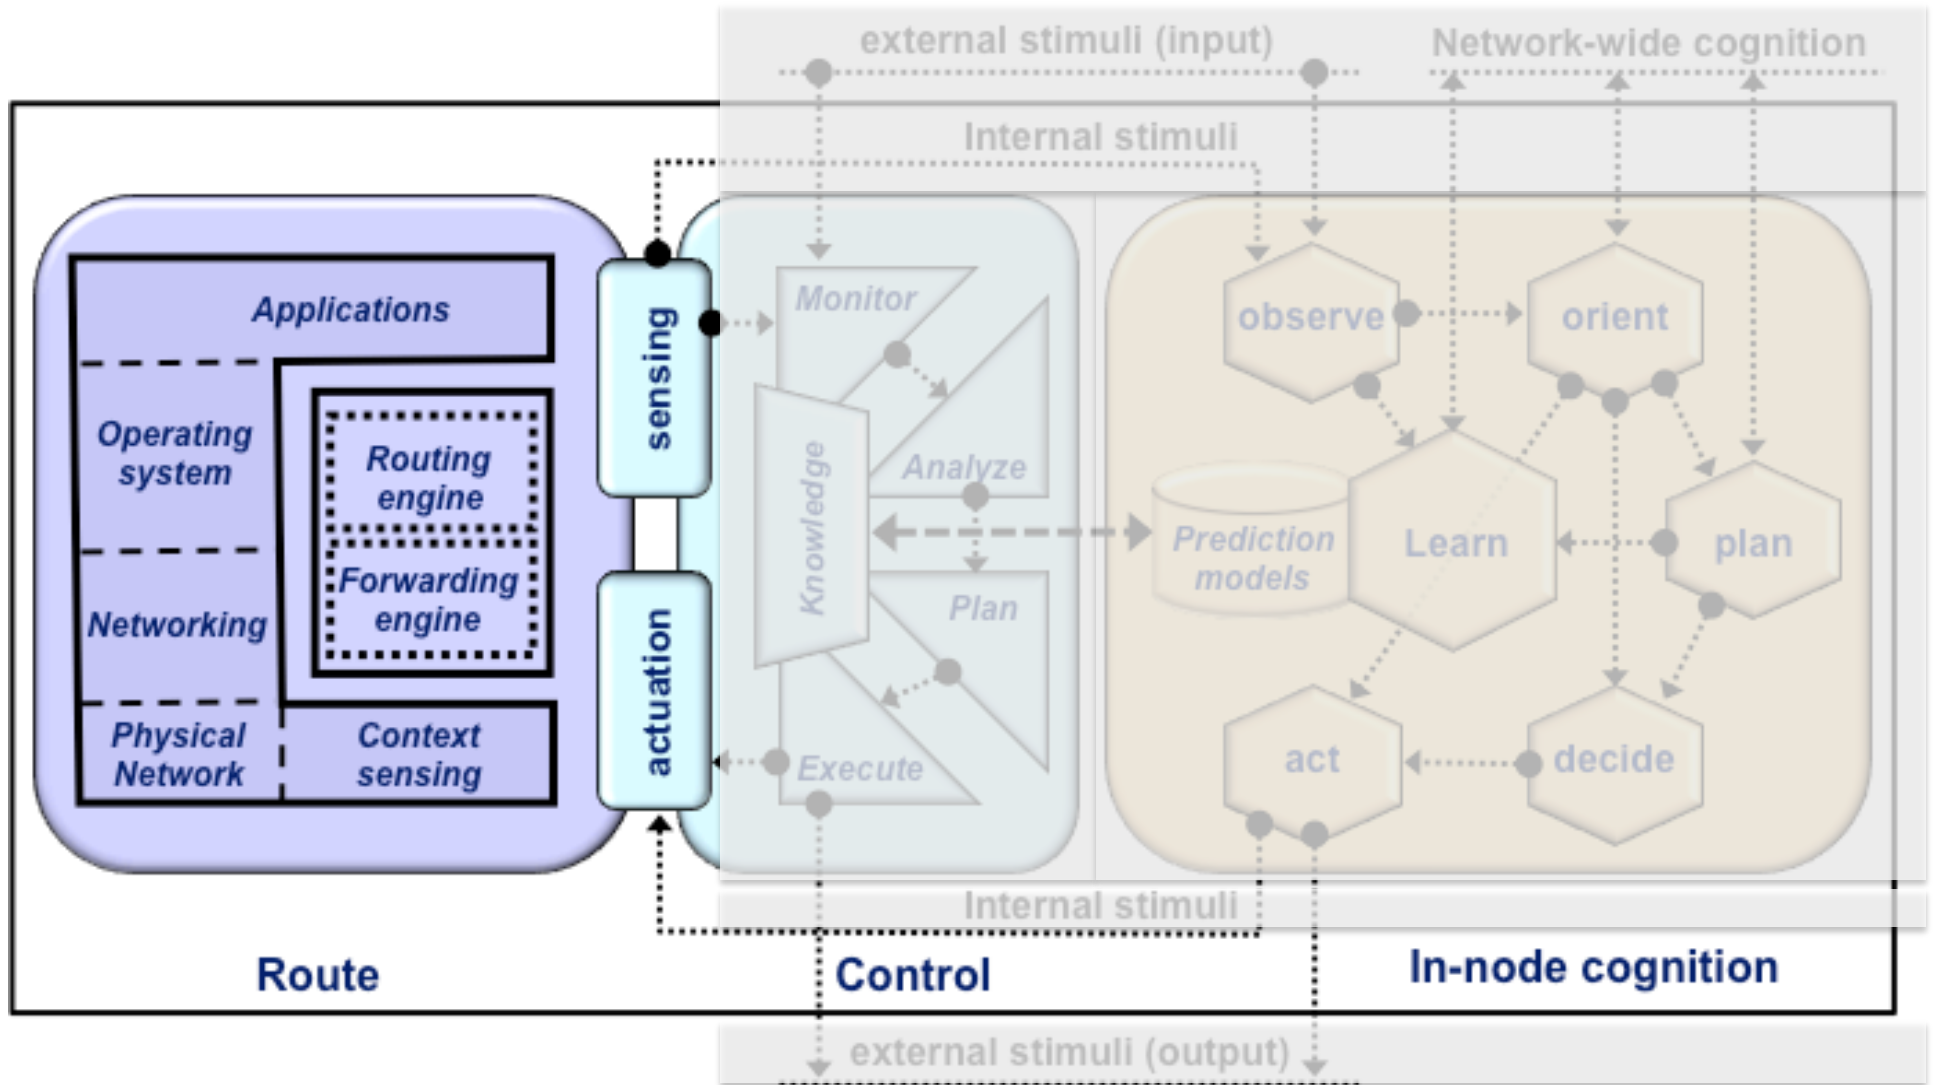 external stimuli (input)
Network-wide cognition
Internal stimuli
Applications
Operating
system
Networking
Physical
Network
Context
sensing
Routing
engine
Forwarding
engine
sensing
actuation
Monitor
Analyze
Knowledge
Plan
Execute
observe
orient
Prediction
models
Learn
plan
act
decide
Internal stimuli
Route
Control
In-node cognition
external stimuli (output)